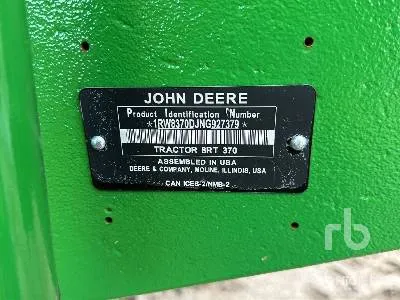 JOHN DEERE
Product Identification Number
*1RW8370DJNG927379*
TRACTOR 8RT 370
ASSEMBLED IN USA
DEERE & COMPANY, MOLINE, ILLINOIS, USA
CAN ICES-2/NMB-2
rb